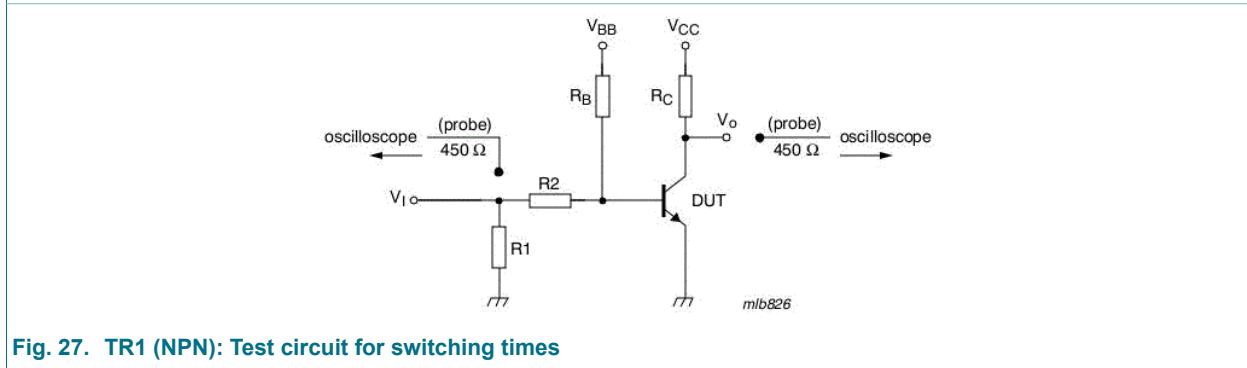 VBB VCC
RB RC
Vo
(probe) (probe)
oscilloscope oscilloscope
450 Ω 450 Ω
R2
VI DUT
R1
mlb826
Fig. 27. TR1 (NPN): Test circuit for switching times